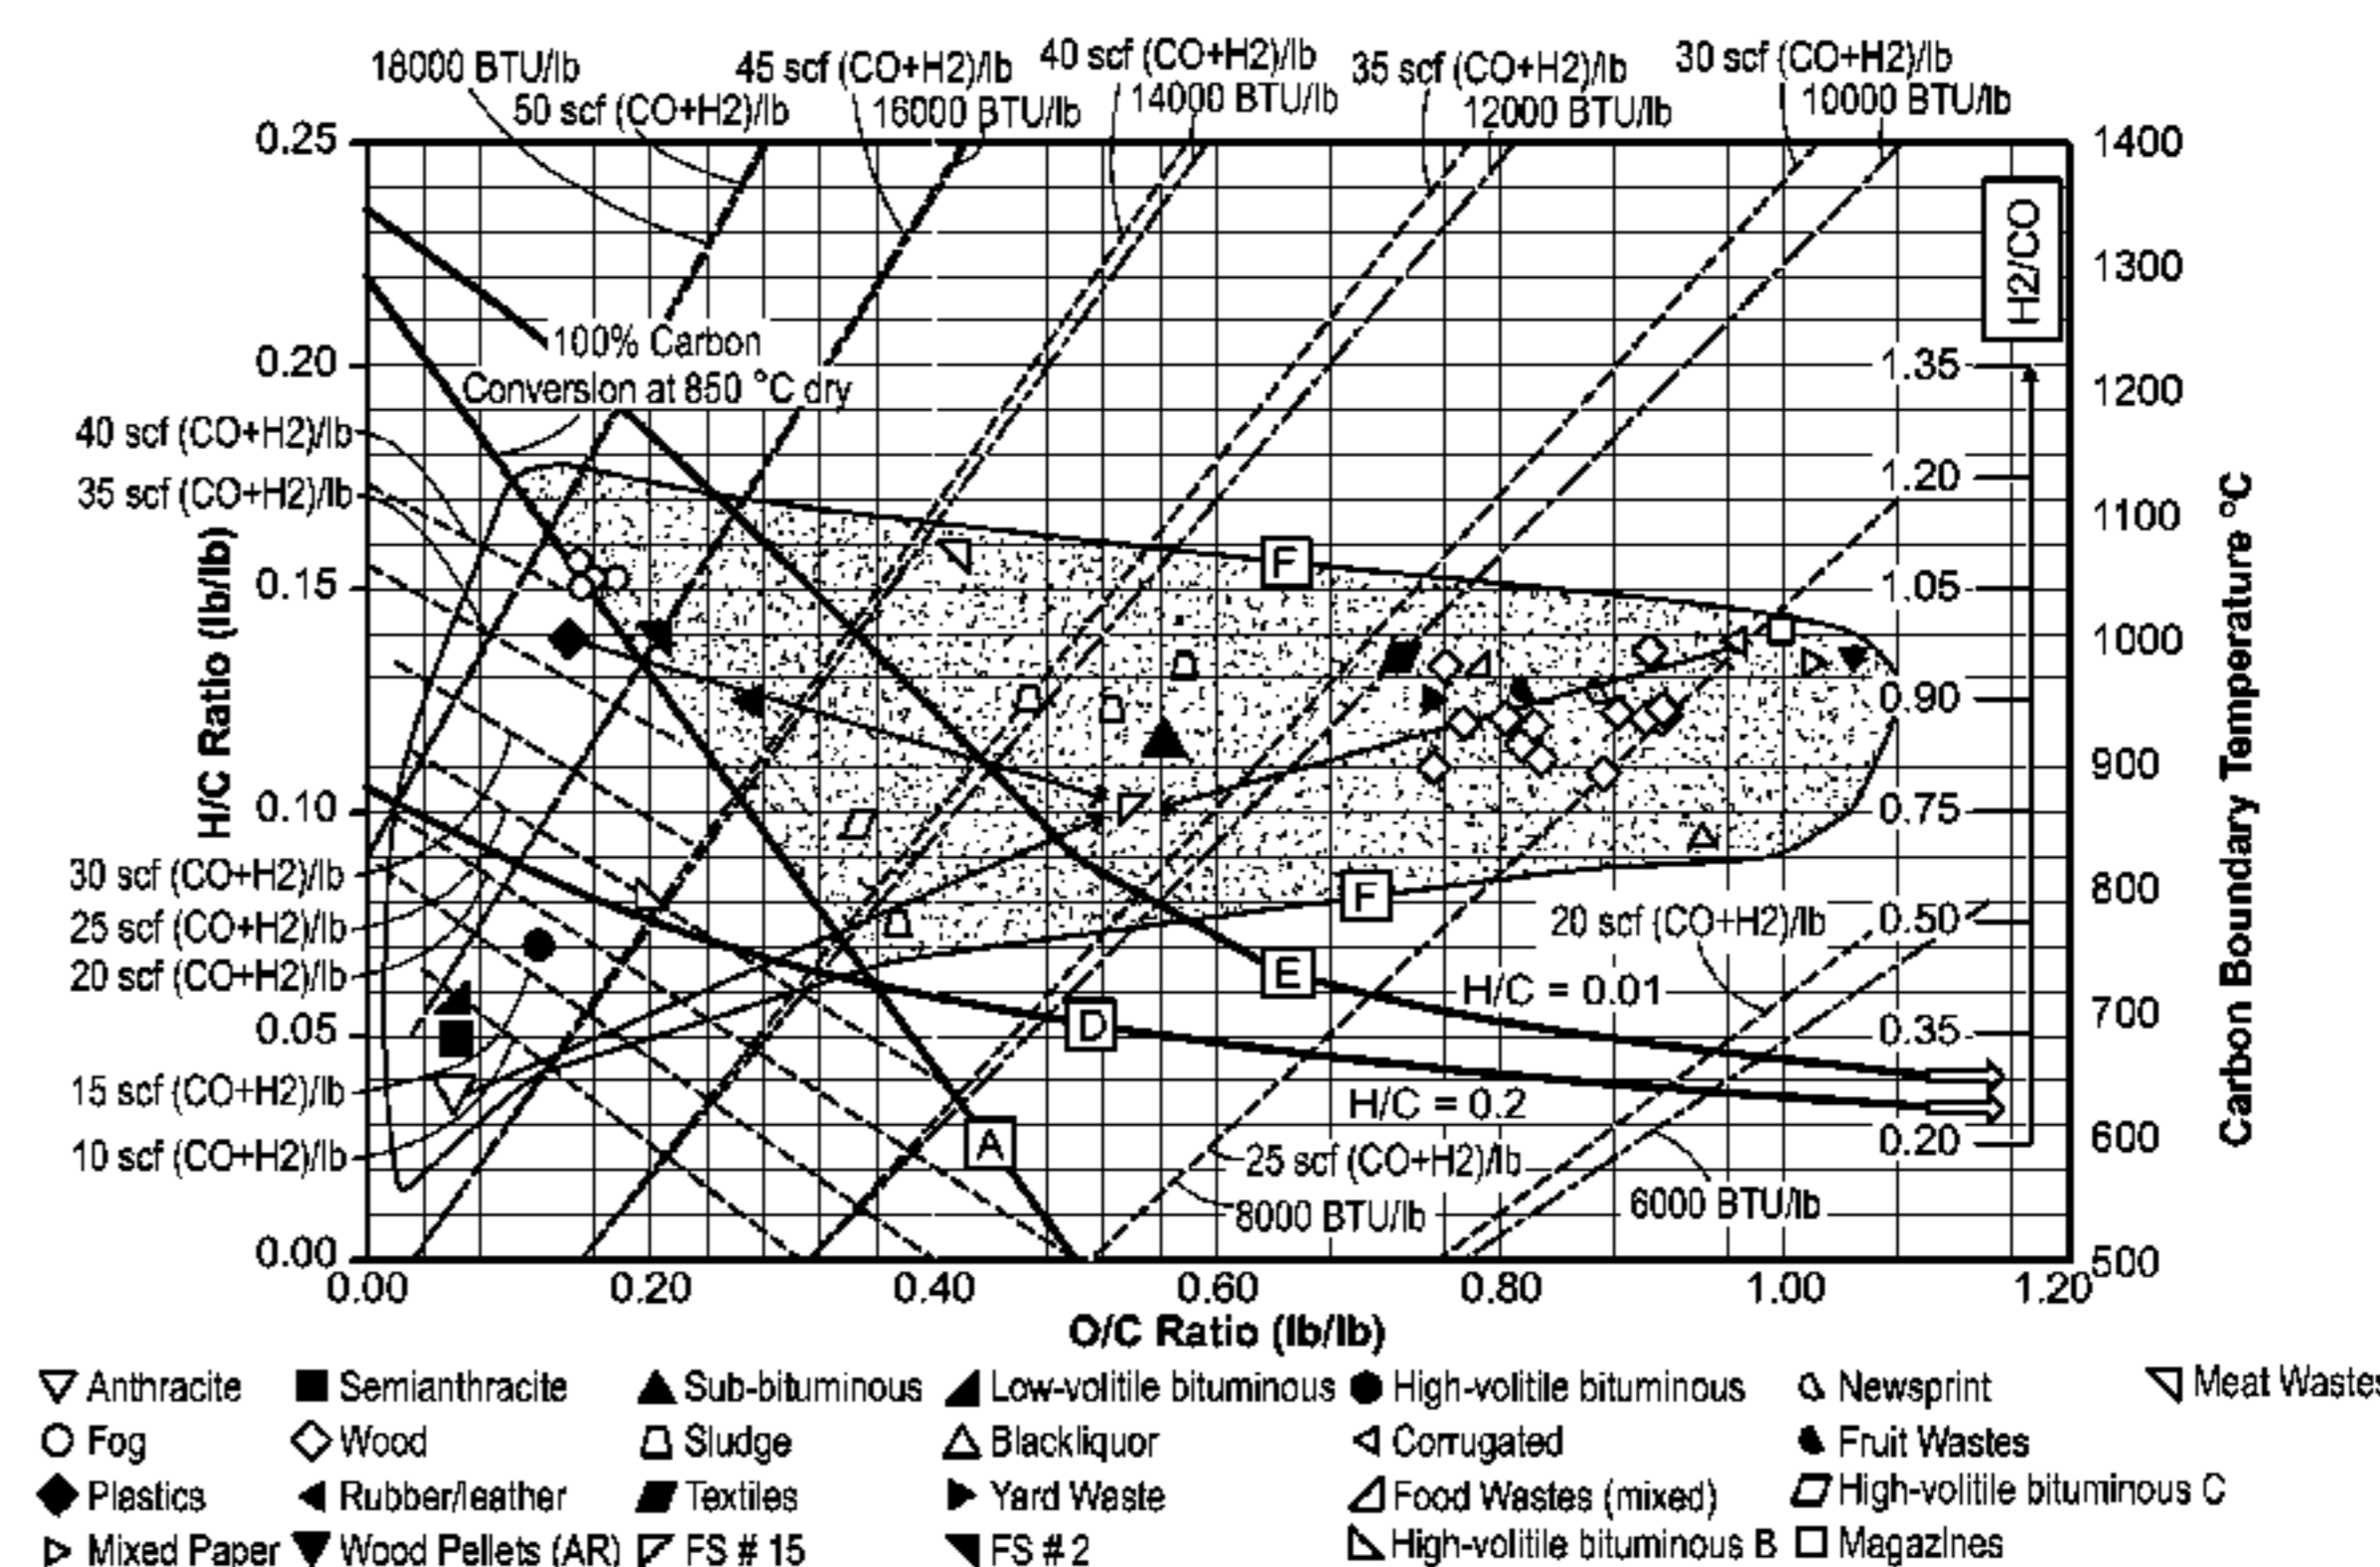 18000 BTU/lb
50 scf (CO+H2)/lb
45 scf (CO+H2)/lb
16000 BTU/lb
40 scf (CO+H2)/lb
14000 BTU/lb
35 scf (CO+H2)/lb
12000 BTU/lb
30 scf (CO+H2)/lb
10000 BTU/lb
0.25
0.20
0.15
0.10
0.05
0.00
H/C Ratio (lb/lb)
40 scf (CO+H2)/lb
35 scf (CO+H2)/lb
30 scf (CO+H2)/lb
25 scf (CO+H2)/lb
20 scf (CO+H2)/lb
15 scf (CO+H2)/lb
10 scf (CO+H2)/lb
100% Carbon
Conversion at 850 °C dry
F
F
E
D
A
H/C = 0.01
H/C = 0.2
20 scf (CO+H2)/lb
25 scf (CO+H2)/lb
8000 BTU/lb
6000 BTU/lb
H2/CO
1.35
1.20
1.05
0.90
0.75
0.50
0.35
0.20
1400
1300
1200
1100
1000
900
800
700
600
500
Carbon Boundary Temperature °C
0.00 0.20 0.40 0.60 0.80 1.00 1.20
O/C Ratio (lb/lb)
Anthracite Semianthracite Sub-bituminous Low-volitile bituminous High-volitile bituminous Newsprint Meat Wastes
Fog Wood Sludge Blackliquor Corrugated Fruit Wastes
Plastics Rubber/leather Textiles Yard Waste Food Wastes (mixed) High-volitile bituminous C
Mixed Paper Wood Pellets (AR) FS # 15 FS # 2 High-volitile bituminous B Magazines